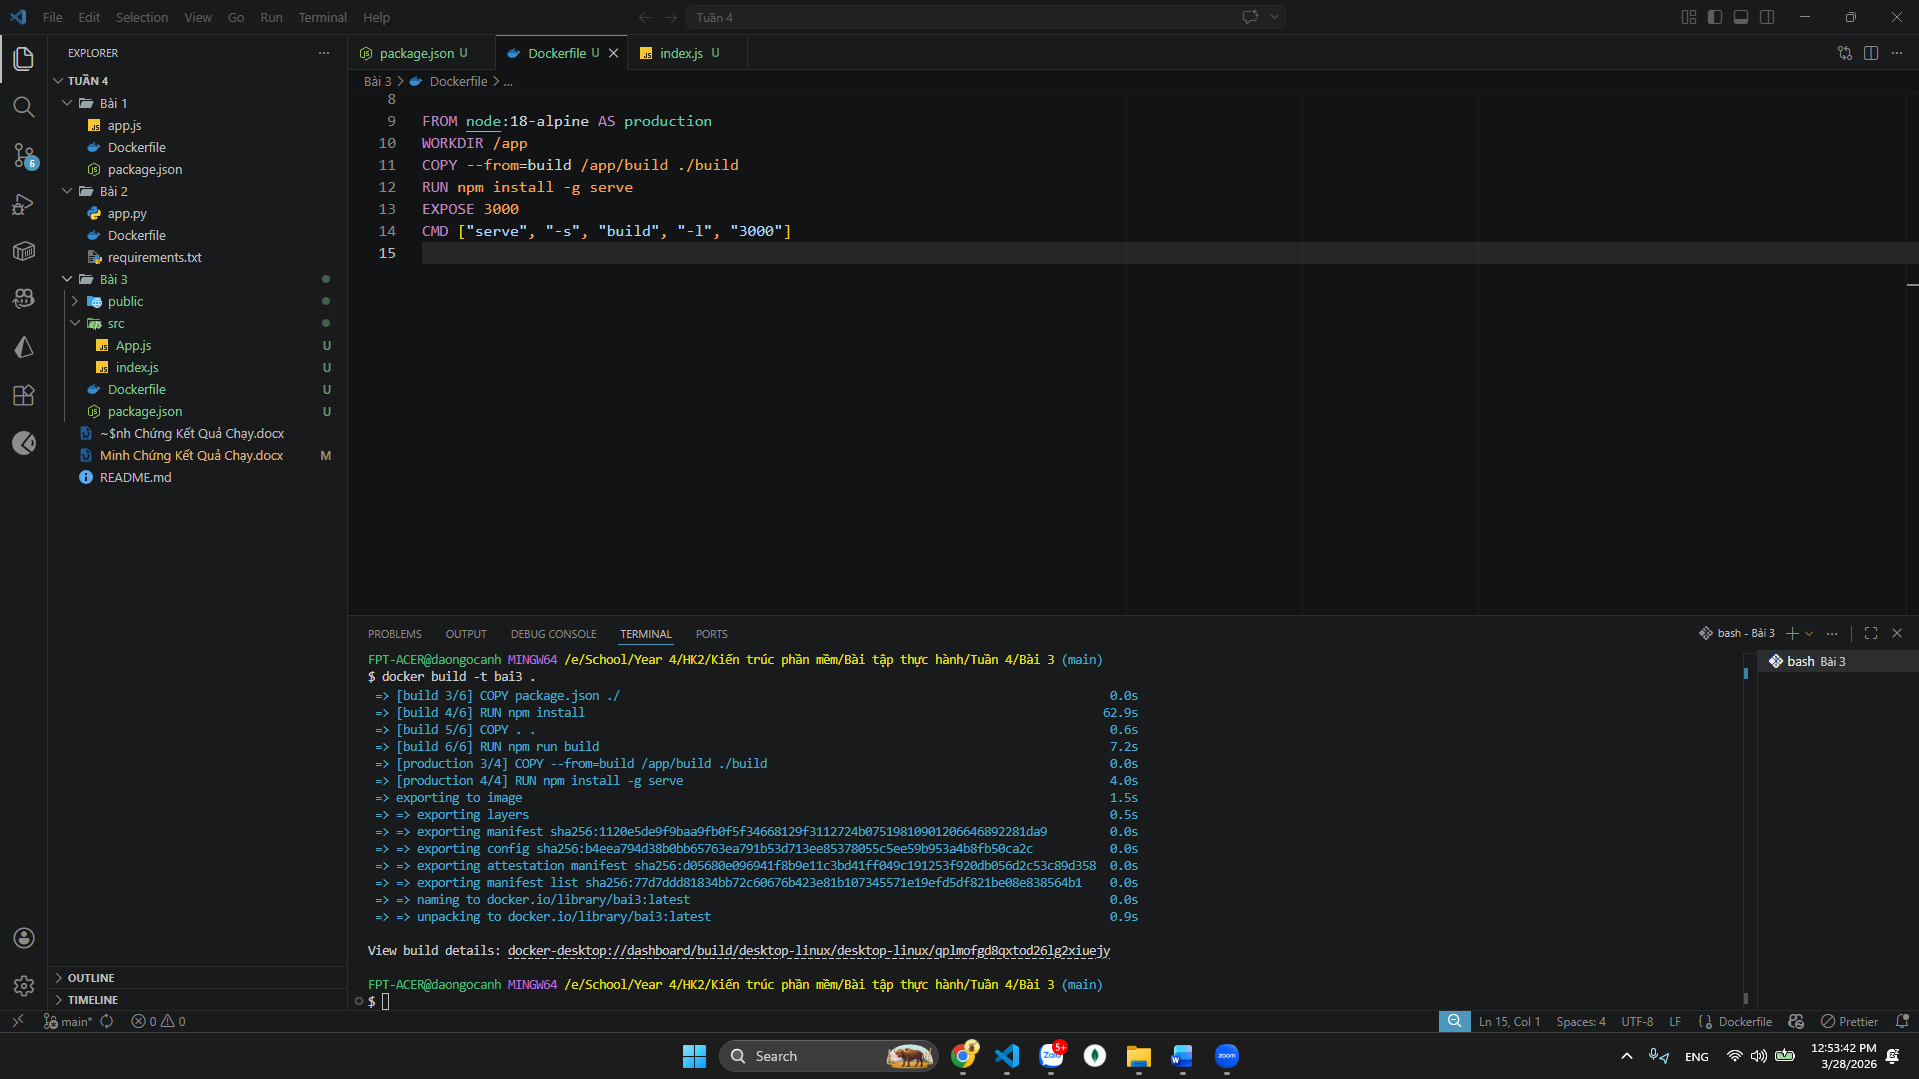 File Edit Selection View Go Run Terminal Help
Tuần 4
EXPLORER
TUẦN 4
Bài 1
app.js
Dockerfile
package.json
Bài 2
app.py
Dockerfile
requirements.txt
Bài 3
public
src
App.js U
index.js U
Dockerfile U
package.json U
~$nh Chứng Kết Quả Chạy.docx
Minh Chứng Kết Quả Chạy.docx M
README.md
OUTLINE
TIMELINE
6
package.json U Dockerfile U index.js U
Bài 3 > Dockerfile > ...
8
9 FROM node:18-alpine AS production
10 WORKDIR /app
11 COPY --from=build /app/build ./build
12 RUN npm install -g serve
13 EXPOSE 3000
14 CMD ["serve", "-s", "build", "-l", "3000"]
15
PROBLEMS OUTPUT DEBUG CONSOLE TERMINAL PORTS
bash - Bài 3
bash Bài 3
FPT-ACER@daongocanh MINGW64 /e/School/Year 4/HK2/Kiến trúc phần mềm/Bài tập thực hành/Tuần 4/Bài 3 (main)
$ docker build -t bai3 .
=> [build 3/6] COPY package.json ./ 0.0s
=> [build 4/6] RUN npm install 62.9s
=> [build 5/6] COPY . . 0.6s
=> [build 6/6] RUN npm run build 7.2s
=> [production 3/4] COPY --from=build /app/build ./build 0.0s
=> [production 4/4] RUN npm install -g serve 4.0s
=> exporting to image 1.5s
=> => exporting layers 0.5s
=> => exporting manifest sha256:1120e5de9f9baa9fb0f5f34668129f3112724b07519810901206646892281da9 0.0s
=> => exporting config sha256:b4eea794d38b0bb65763ea791b53d713ee85378055c5ee59b953a4b8fb50ca2c 0.0s
=> => exporting attestation manifest sha256:d05680e096941f8b9e11c3bd41ff049c191253f920db056d2c53c89d358 0.0s
=> => exporting manifest list sha256:77d7ddd81834bb72c60676b423e81b107345571e19efd5df821be08e838564b1 0.0s
=> => naming to docker.io/library/bai3:latest 0.0s
=> => unpacking to docker.io/library/bai3:latest 0.9s
View build details: docker-desktop://dashboard/build/desktop-linux/desktop-linux/qplmofgd8qxtod26lg2xiuejy
FPT-ACER@daongocanh MINGW64 /e/School/Year 4/HK2/Kiến trúc phần mềm/Bài tập thực hành/Tuần 4/Bài 3 (main)
$
main* 0 0
Ln 15, Col 1 Spaces: 4 UTF-8 LF {} Dockerfile Prettier
Search
Zalo 5+
zoom
ENG
12:53:42 PM
3/28/2026